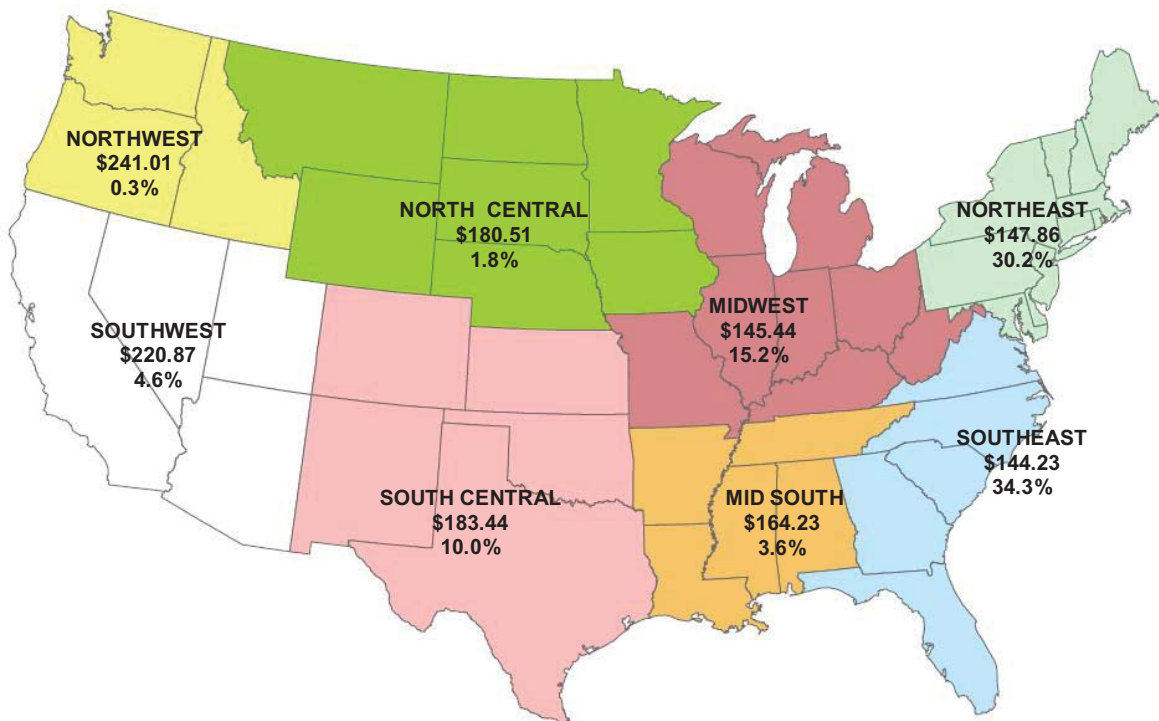 NORTHWEST
$241.01
0.3%
NORTH CENTRAL
$180.51
1.8%
NORTHEAST
$147.86
30.2%
SOUTHWEST
$220.87
4.6%
MIDWEST
$145.44
15.2%
SOUTHEAST
$144.23
34.3%
SOUTH CENTRAL
$183.44
10.0%
MID SOUTH
$164.23
3.6%